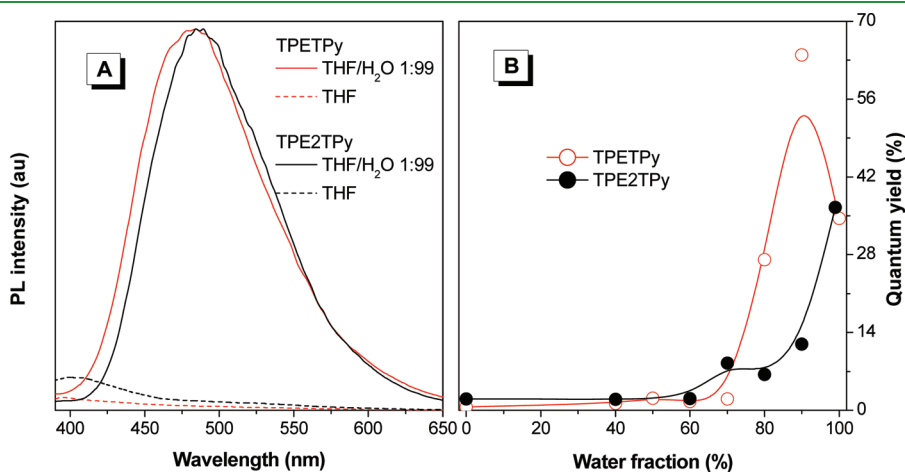 A
TPETPy
THF/H₂O 1:99
THF
TPE2TPy
THF/H₂O 1:99
THF
PL intensity (au)
400 450 500 550 600 650
Wavelength (nm)
B
TPETPy
TPE2TPy
70
56
42
28
14
0
Quantum yield (%)
0 20 40 60 80 100
Water fraction (%)